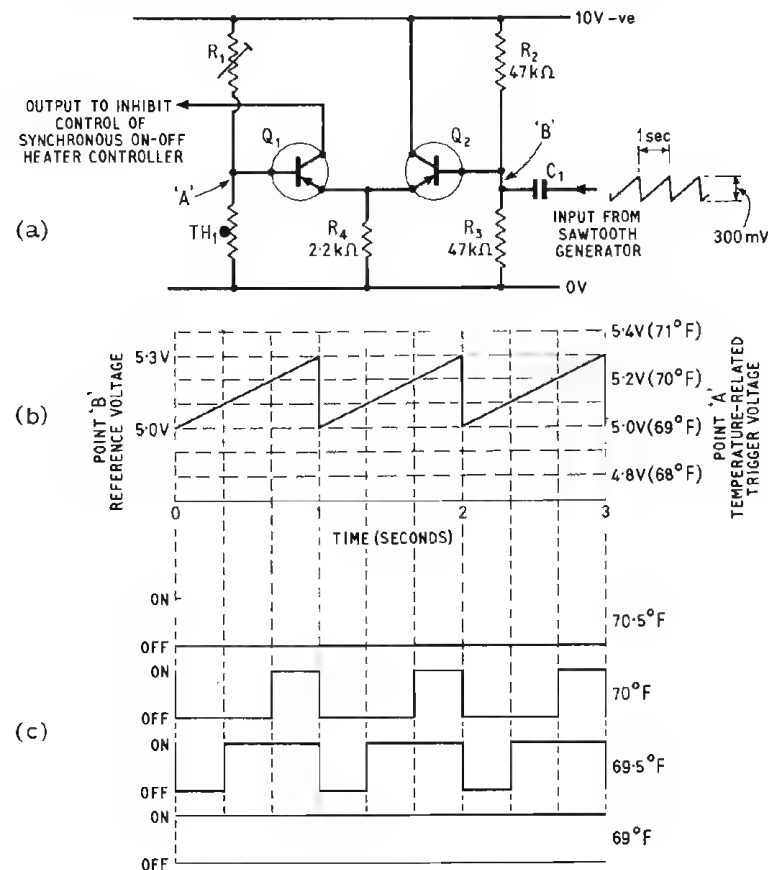 10V -ve
R1
R2
47kΩ
OUTPUT TO INHIBIT
CONTROL OF
SYNCHRONOUS ON-OFF
HEATER CONTROLLER
Q1
Q2
'B'
1 sec
C1
'A'
(a)
TH1
R4
2.2kΩ
R3
47kΩ
INPUT FROM
SAWTOOTH
GENERATOR
300mV
0V
(b)
POINT 'B'
REFERENCE VOLTAGE
5·3V
5·0V
5·4V(71°F)
5·2V(70°F)
5·0V(69°F)
4·8V(68°F)
POINT 'A'
TEMPERATURE-RELATED
TRIGGER VOLTAGE
0 1 2 3
TIME (SECONDS)
(c)
ON
OFF
70·5°F
ON
OFF
70°F
ON
OFF
69·5°F
ON
OFF
69°F